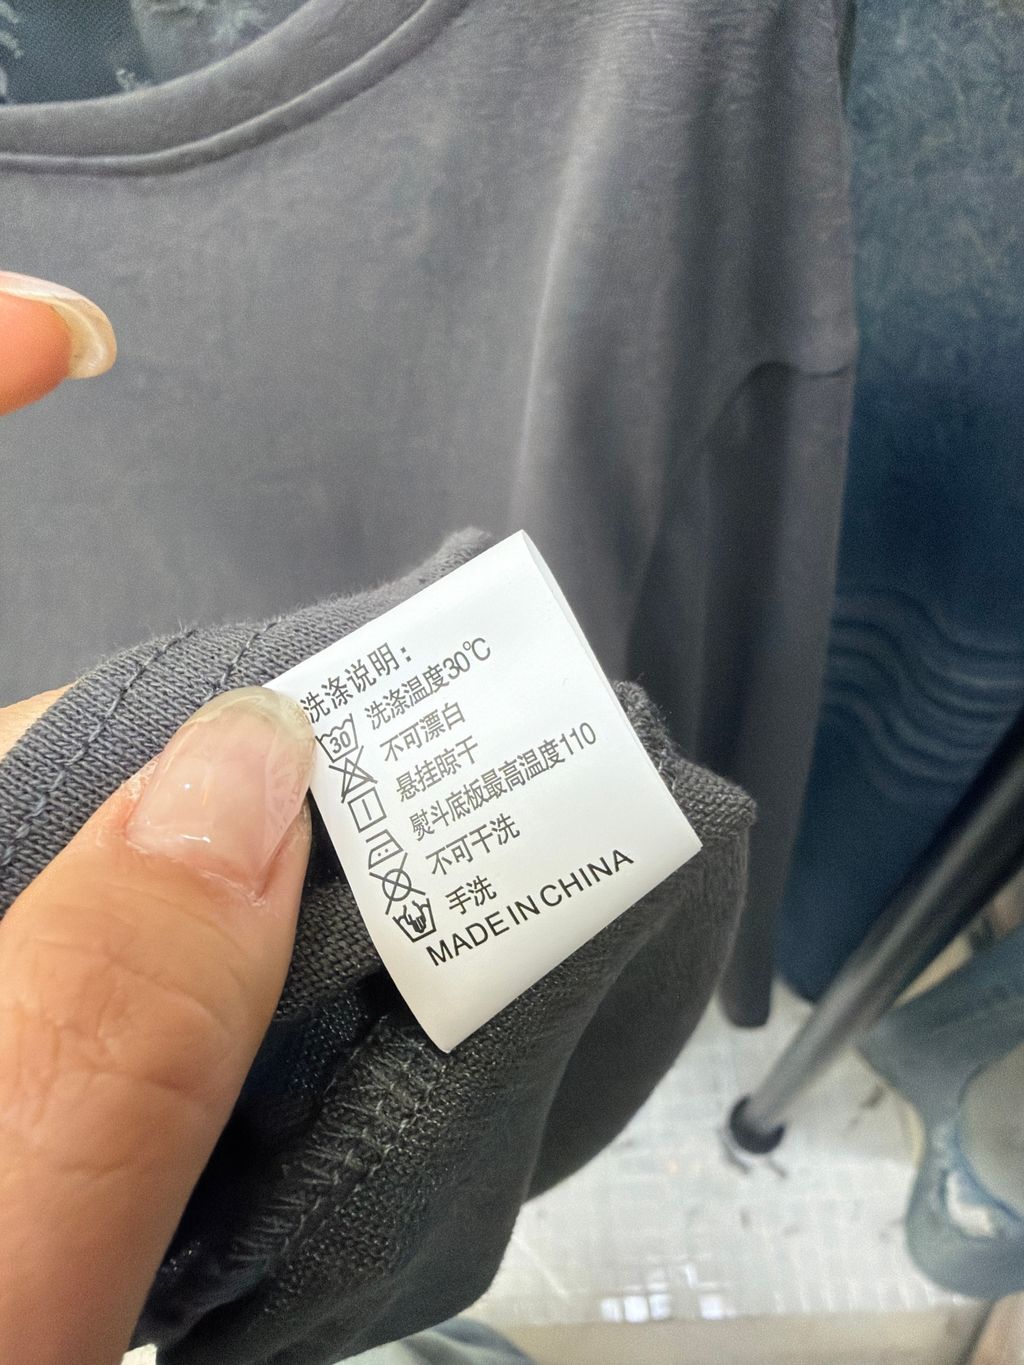 洗涤说明：
30 洗涤温度30℃
不可漂白
悬挂晾干
熨斗底板最高温度110
不可干洗
手洗
MADE IN CHINA